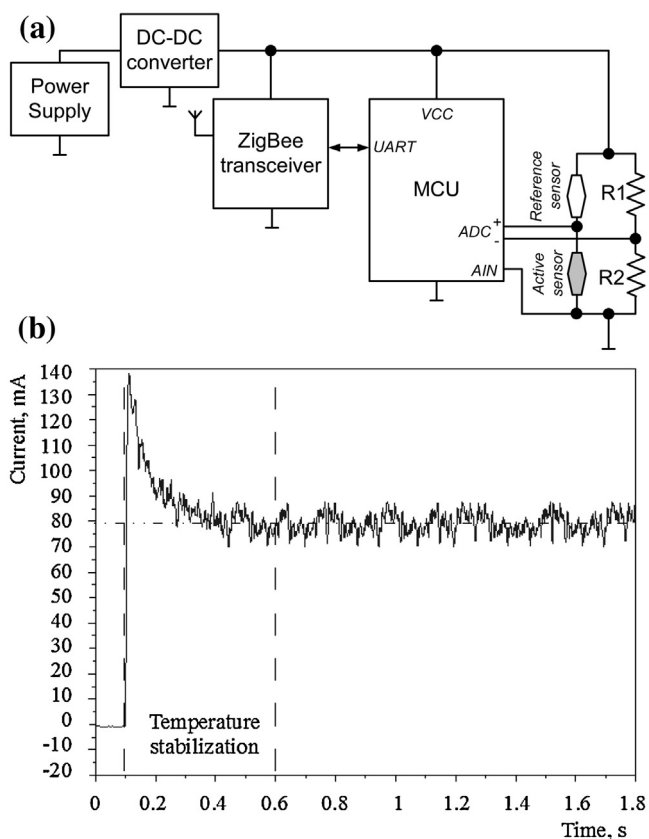 (a)
DC-DC
converter
Power
Supply
ZigBee
transceiver
UART
VCC
MCU
ADC
+
-
AIN
Reference
sensor
Active
sensor
R1
R2
(b)
Current, mA
140
130
120
110
100
90
80
70
60
50
40
30
20
10
0
-10
-20
Temperature
stabilization
0 0.2 0.4 0.6 0.8 1 1.2 1.4 1.6 1.8
Time, s